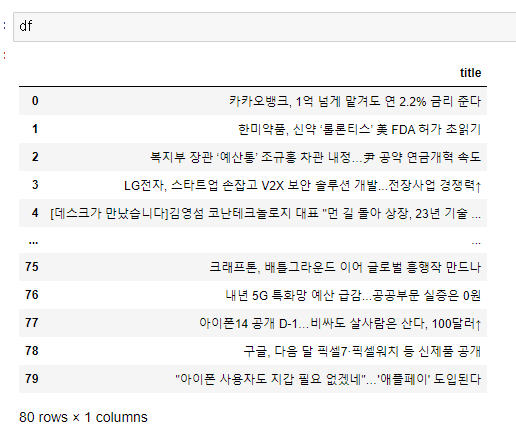 df
title
0 카카오뱅크, 1억 넘게 맡겨도 연 2.2% 금리 준다
1 한미약품, 신약 ‘롤론티스’ 美 FDA 허가 초읽기
2 복지부 장관 ‘예산통’ 조규홍 차관 내정…尹 공약 연금개혁 속도
3 LG전자, 스타트업 손잡고 V2X 보안 솔루션 개발...전장사업 경쟁력↑
4 [데스크가 만났습니다]김영섬 코난테크놀로지 대표 "먼 길 돌아 상장, 23년 기술 ...
... ...
75 크래프톤, 배틀그라운드 이어 글로벌 흥행작 만드나
76 내년 5G 특화망 예산 급감...공공부문 실증은 0원
77 아이폰14 공개 D-1…비싸도 살사람은 산다, 100달러↑
78 구글, 다음 달 픽셀7·픽셀워치 등 신제품 공개
79 "아이폰 사용자도 지갑 필요 없겠네"…'애플페이' 도입된다
80 rows × 1 columns